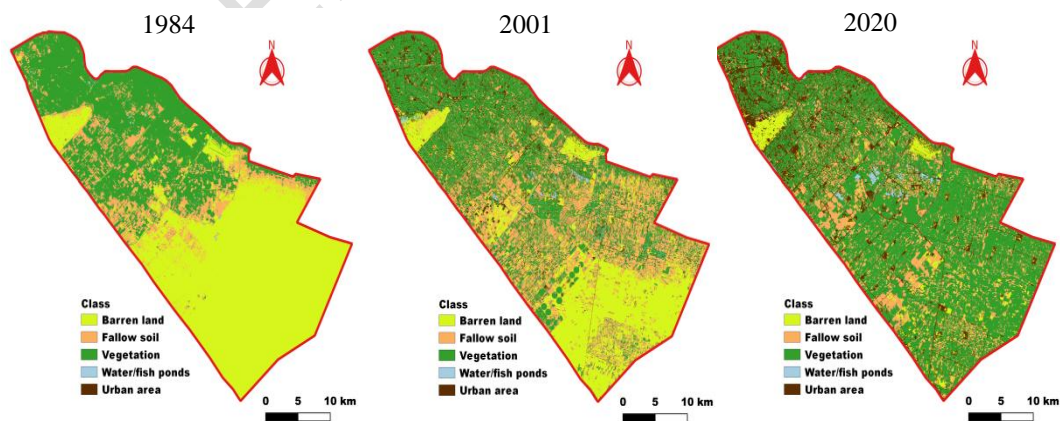 1984
2001
2020
N
N
N
Class
Barren land
Fallow soil
Vegetation
Water/fish ponds
Urban area
0 5 10 km
Class
Barren land
Fallow soil
Vegetation
Water/fish ponds
Urban area
0 5 10 km
Class
Barren land
Fallow soil
Vegetation
Water/fish ponds
Urban area
0 5 10 km